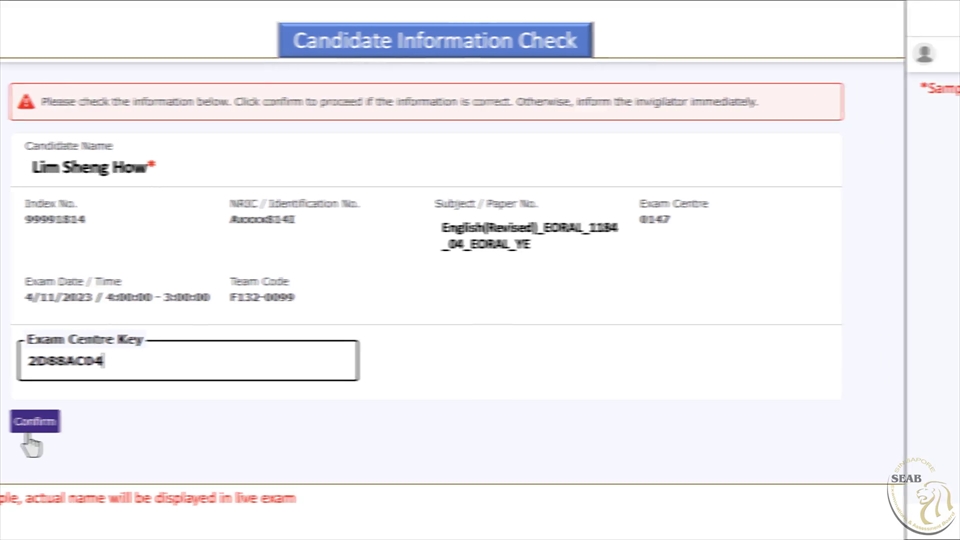 Candidate Information Check
*Samp
Please check the information below. Click confirm to proceed if the information is correct. Otherwise, inform the invigilator immediately.
Candidate Name
Lim Sheng How*
Index No.
NRIC / Identification No.
Subject / Paper No.
Exam Centre
99991814
Axxxx814I
English(Revised)_EORAL_1184
_04_EORAL_YE
0147
Exam Date / Time
Team Code
4/11/2023 // 4:00:00 - 3:00:00
F132-0099
Exam Centre Key
2D88AC04
Confirm
ple, actual name will be displayed in live exam
SINGAPORE
SEAB